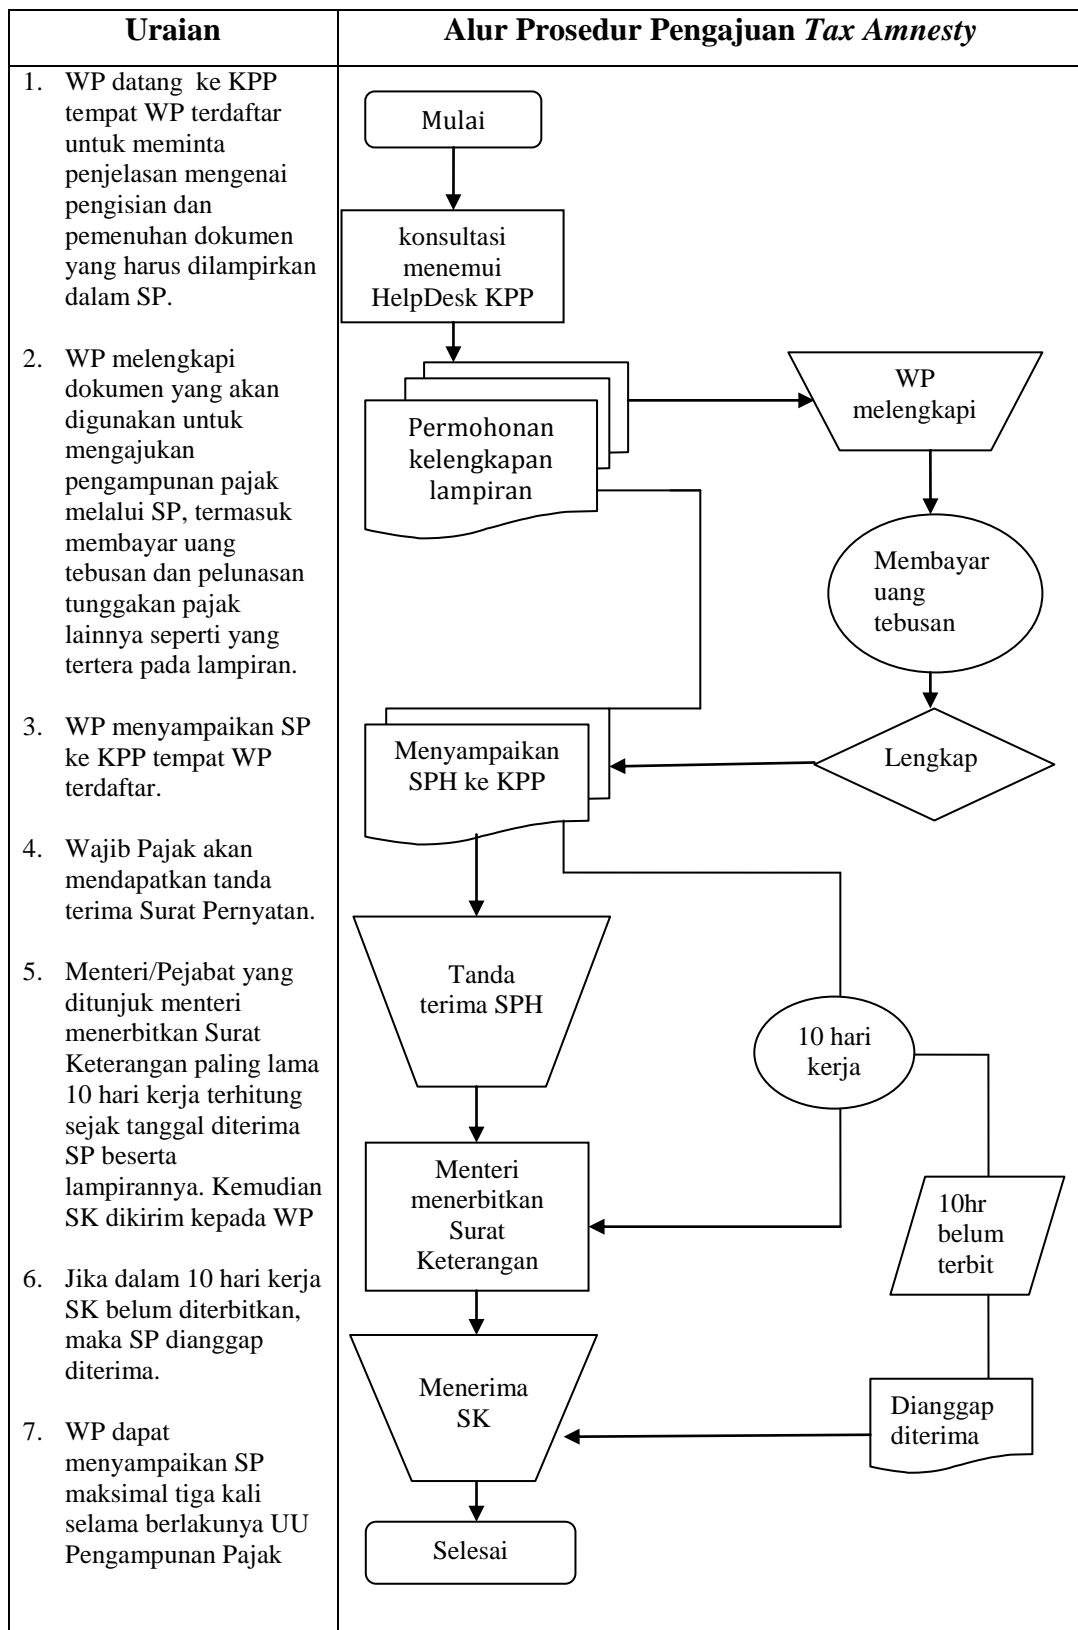 Uraian
Alur Prosedur Pengajuan Tax Amnesty
1. WP datang ke KPP
tempat WP terdaftar
untuk meminta
penjelasan mengenai
pengisian dan
pemenuhan dokumen
yang harus dilampirkan
dalam SP.
2. WP melengkapi
dokumen yang akan
digunakan untuk
mengajukan
pengampunan pajak
melalui SP, termasuk
membayar uang
tebusan dan pelunasan
tunggakan pajak
lainnya seperti yang
tertera pada lampiran.
3. WP menyampaikan SP
ke KPP tempat WP
terdaftar.
4. Wajib Pajak akan
mendapatkan tanda
terima Surat Pernyatan.
5. Menteri/Pejabat yang
ditunjuk menteri
menerbitkan Surat
Keterangan paling lama
10 hari kerja terhitung
sejak tanggal diterima
SP beserta
lampirannya. Kemudian
SK dikirim kepada WP
6. Jika dalam 10 hari kerja
SK belum diterbitkan,
maka SP dianggap
diterima.
7. WP dapat
menyampaikan SP
maksimal tiga kali
selama berlakunya UU
Pengampunan Pajak
Mulai
konsultasi
menemui
HelpDesk KPP
Permohonan
kelengkapan
lampiran
WP
melengkapi
Membayar
uang
tebusan
Lengkap
Menyampaikan
SPH ke KPP
Tanda
terima SPH
10 hari
kerja
Menteri
menerbitkan
Surat
Keterangan
10hr
belum
terbit
Dianggap
diterima
Menerima
SK
Selesai